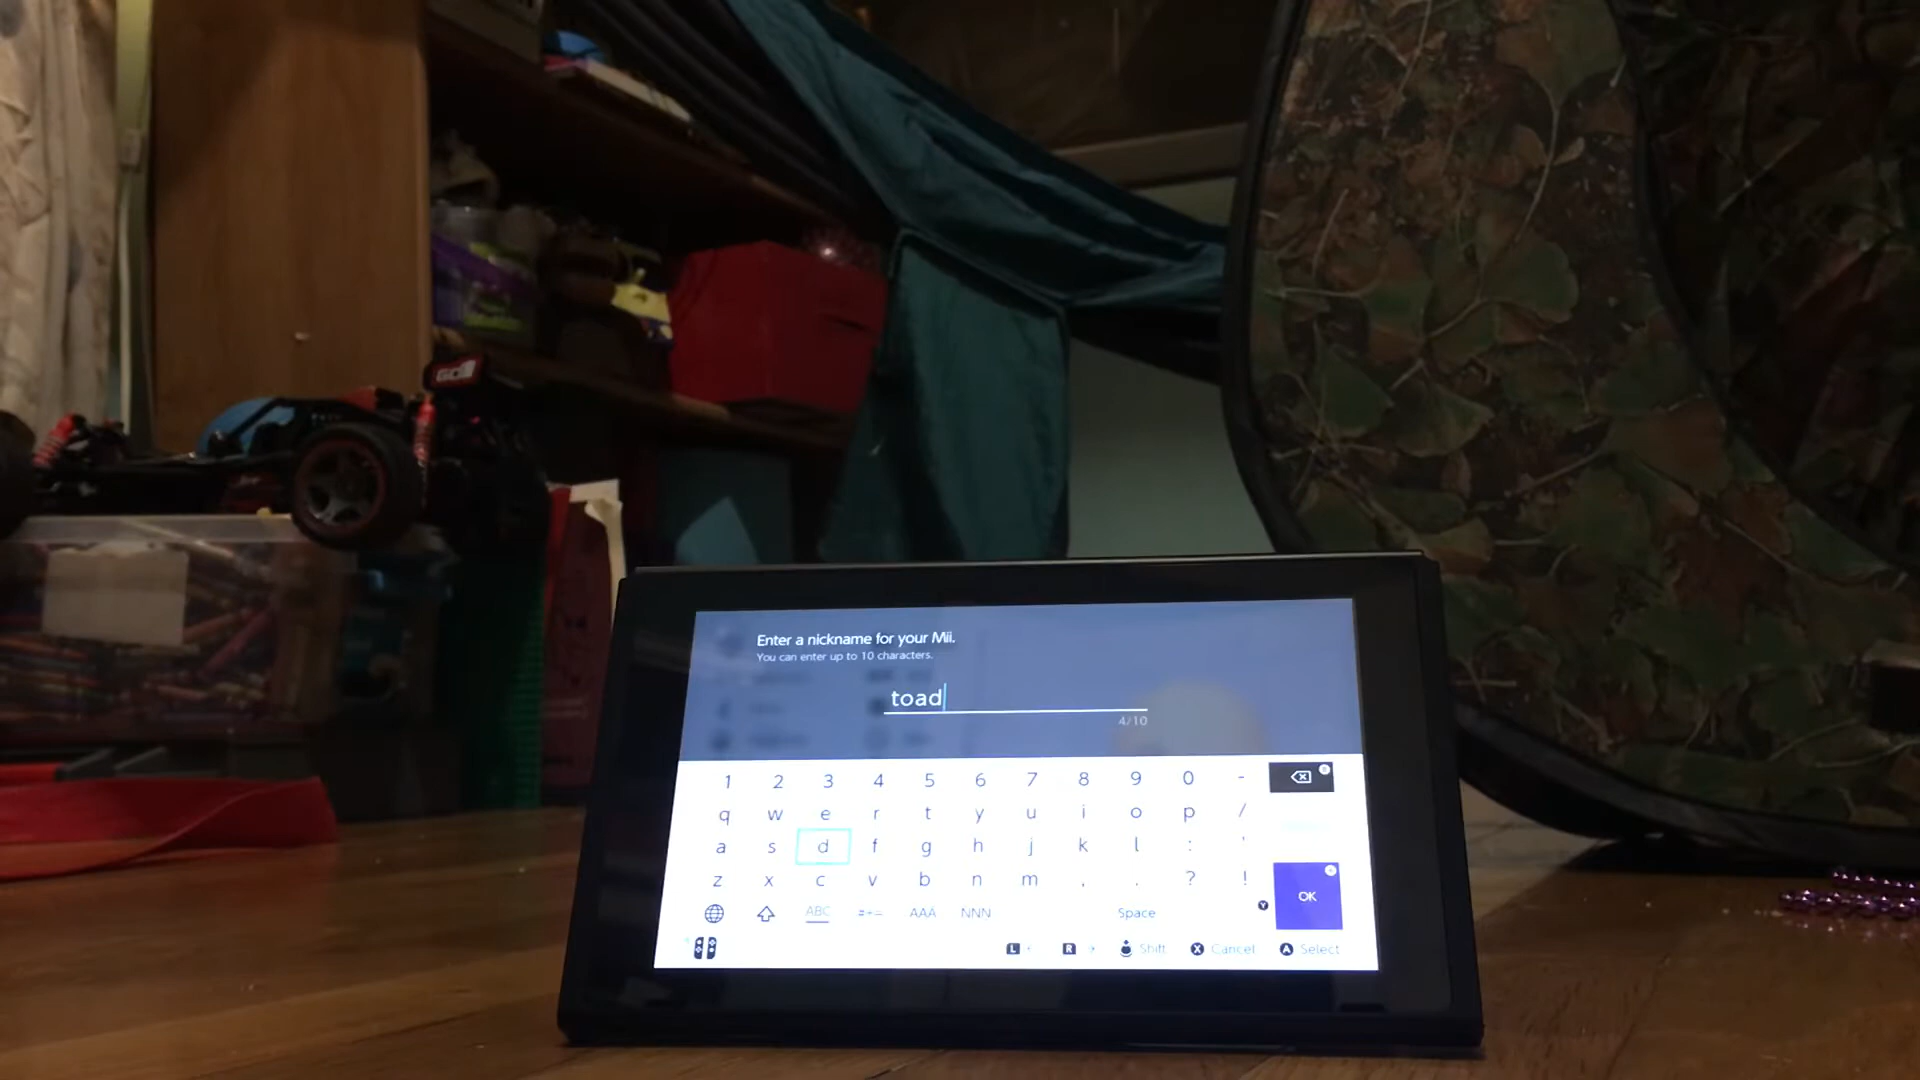 Enter a nickname for your Mii.
You can enter up to 10 characters.
toad
4/10
1 2 3 4 5 6 7 8 9 0 -
q w e r t y u i o p /
a s d f g h j k l : '
z x c v b n m , . ? !
OK
ABC #+= AAA NNN Space
L R Shift X Cancel A Select
Y